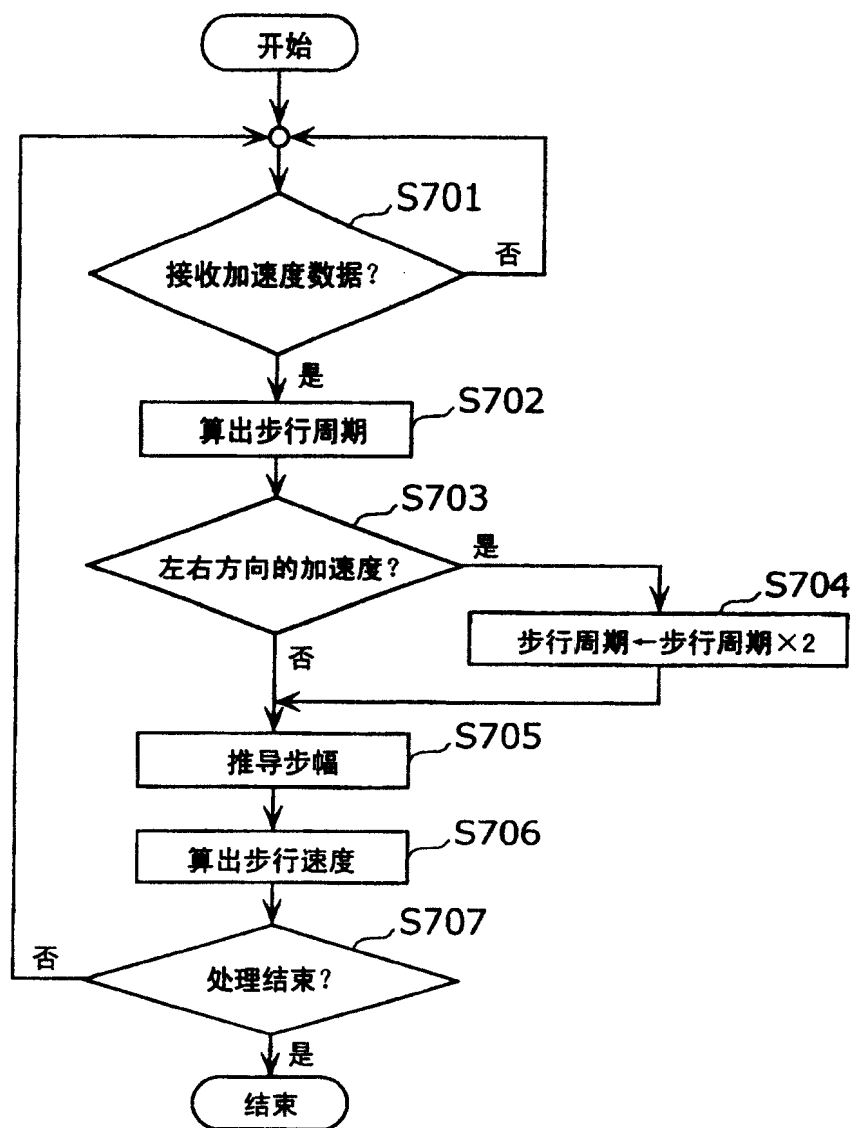 开始
S701
接收加速度数据？
否
是
S702
算出步行周期
S703
左右方向的加速度？
是
S704
步行周期←步行周期×2
否
S705
推导步幅
S706
算出步行速度
S707
处理结束？
否
是
结束